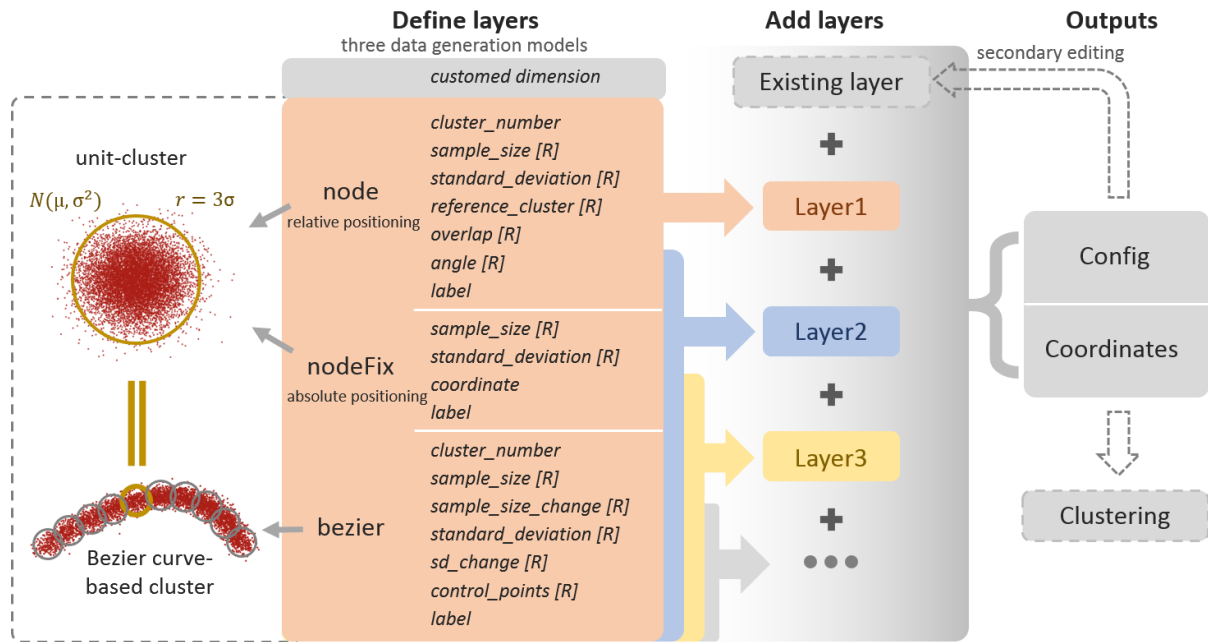 Define layers
three data generation models
Add layers
Outputs
secondary editing
customed dimension
Existing layer
unit-cluster
N(μ, σ²)
r = 3σ
node
relative positioning
cluster_number
sample_size [R]
standard_deviation [R]
reference_cluster [R]
overlap [R]
angle [R]
label
nodeFix
absolute positioning
sample_size [R]
standard_deviation [R]
coordinate
label
bezier
cluster_number
sample_size [R]
sample_size_change [R]
standard_deviation [R]
sd_change [R]
control_points [R]
label
Bezier curve-
based cluster
+
Layer1
+
Layer2
+
Layer3
+
•••
Config
Coordinates
Clustering